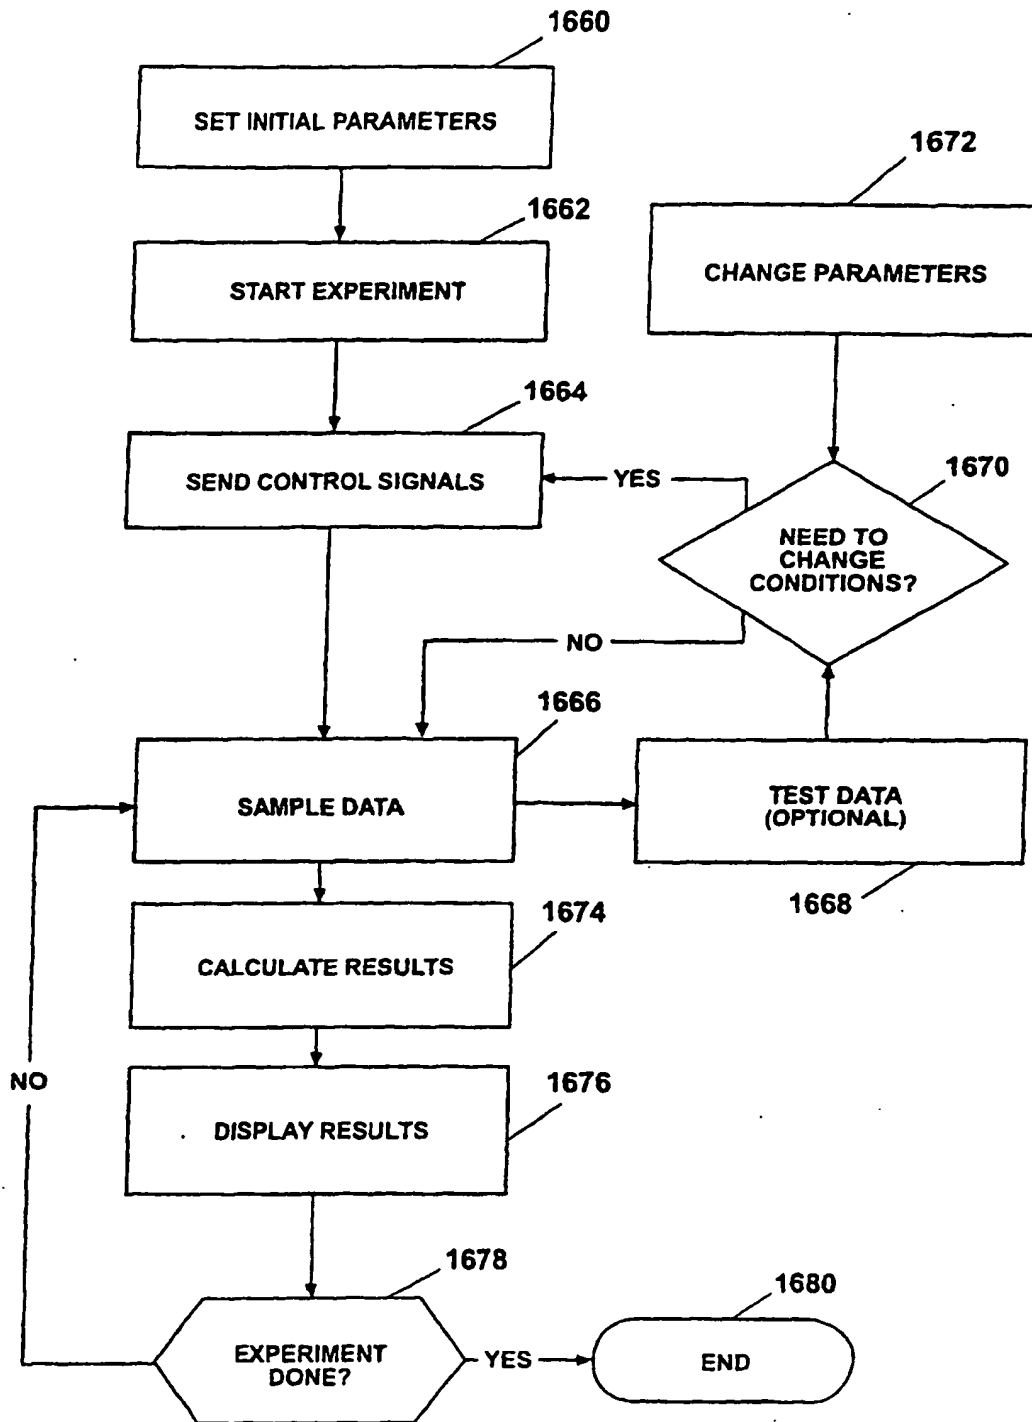 1660
SET INITIAL PARAMETERS
1672
1662
CHANGE PARAMETERS
START EXPERIMENT
1664
1670
SEND CONTROL SIGNALS
YES
NEED TO
CHANGE
CONDITIONS?
NO
1666
SAMPLE DATA
TEST DATA
(OPTIONAL)
1668
1674
CALCULATE RESULTS
NO
1676
DISPLAY RESULTS
1678
1680
EXPERIMENT
DONE?
YES
END